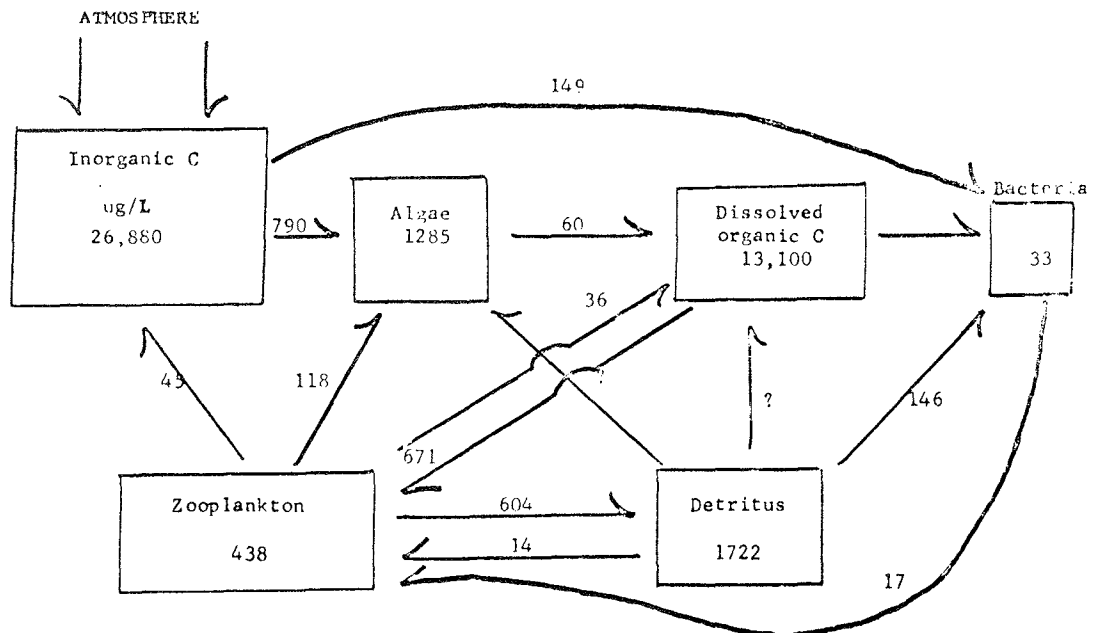 ATMOSPHERE
149
Inorganic C
ug/L
26,880
790
Algae
1285
60
Dissolved
organic C
13,100
Bacteria
33
36
45
118
?
?
146
671
Zooplankton
438
604
14
Detritus
1722
17